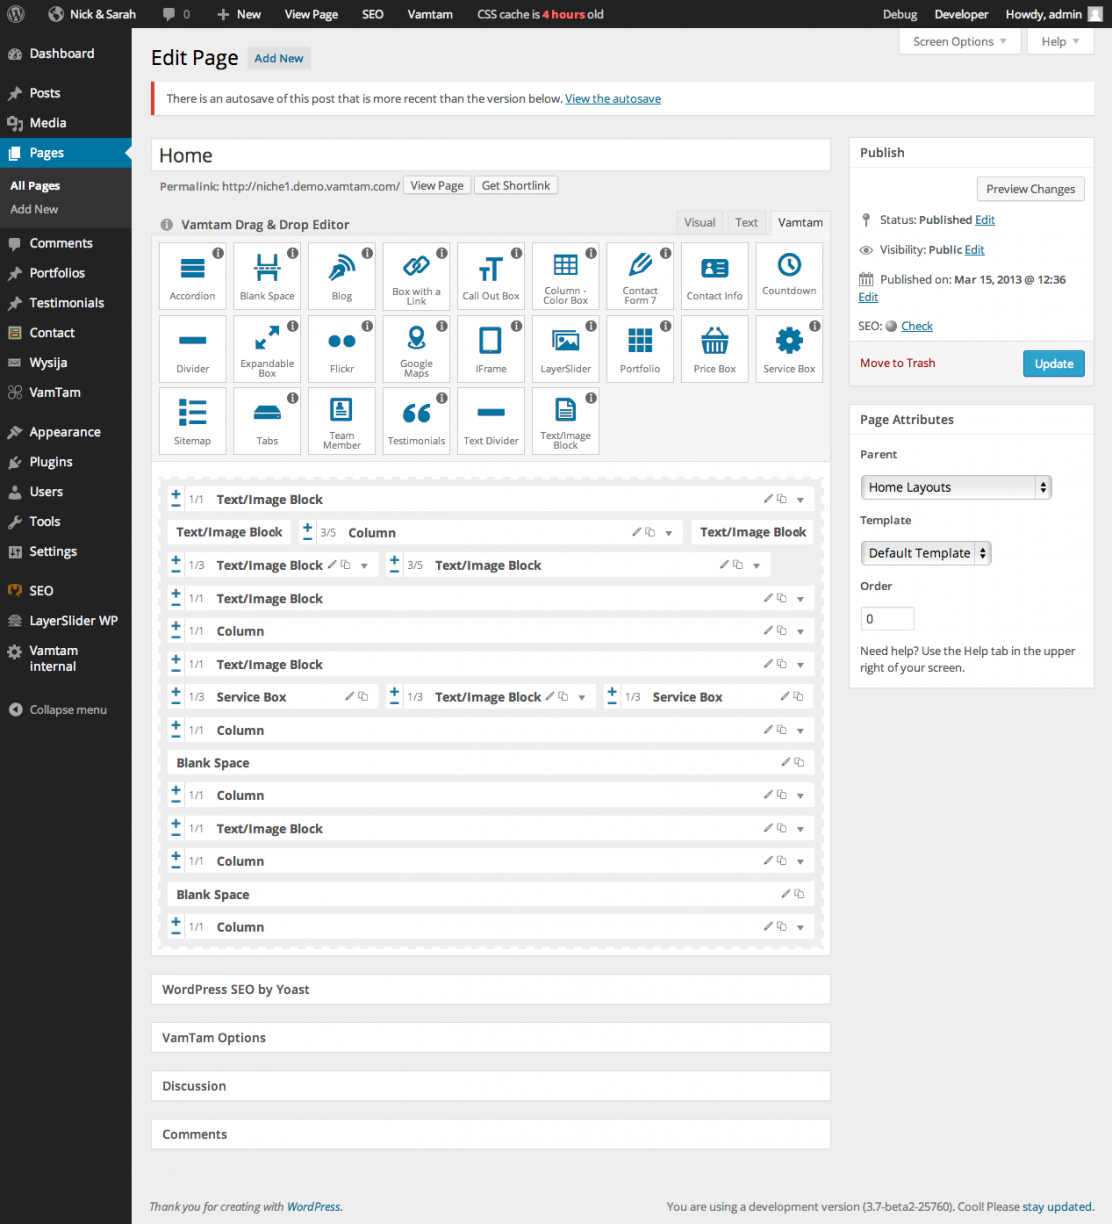 Nick & Sarah 0 New View Page SEO Vamtam CSS cache is 4 hours old Debug Developer Howdy, admin
Dashboard
Posts
Media
Pages
All Pages
Add New
Comments
Portfolios
Testimonials
Contact
Wysija
VamTam
Appearance
Plugins
Users
Tools
Settings
SEO
LayerSlider WP
Vamtam
internal
Collapse menu
Screen Options Help
Edit Page Add New
There is an autosave of this post that is more recent than the version below. View the autosave
Home
Permalink: http://niche1.demo.vamtam.com/ View Page Get Shortlink
Vamtam Drag & Drop Editor Visual Text Vamtam
Accordion
Blank Space
Blog
Box with a
Link
Call Out Box
Column -
Color Box
Contact
Form 7
Contact Info
Countdown
Divider
Expandable
Box
Flickr
Google
Maps
IFrame
LayerSlider
Portfolio
Price Box
Service Box
Sitemap
Tabs
Team
Member
Testimonials
Text Divider
Text/Image
Block
1/1 Text/Image Block
Text/Image Block 3/5 Column Text/Image Block
1/3 Text/Image Block 3/5 Text/Image Block
1/1 Text/Image Block
1/1 Column
1/1 Text/Image Block
1/3 Service Box 1/3 Text/Image Block 1/3 Service Box
1/1 Column
Blank Space
1/1 Column
1/1 Text/Image Block
1/1 Column
Blank Space
1/1 Column
WordPress SEO by Yoast
VamTam Options
Discussion
Comments
Publish
Preview Changes
Status: Published Edit
Visibility: Public Edit
Published on: Mar 15, 2013 @ 12:36
Edit
SEO: Check
Move to Trash Update
Page Attributes
Parent
Home Layouts
Template
Default Template
Order
0
Need help? Use the Help tab in the upper
right of your screen.
Thank you for creating with WordPress. You are using a development version (3.7-beta2-25760). Cool! Please stay updated.